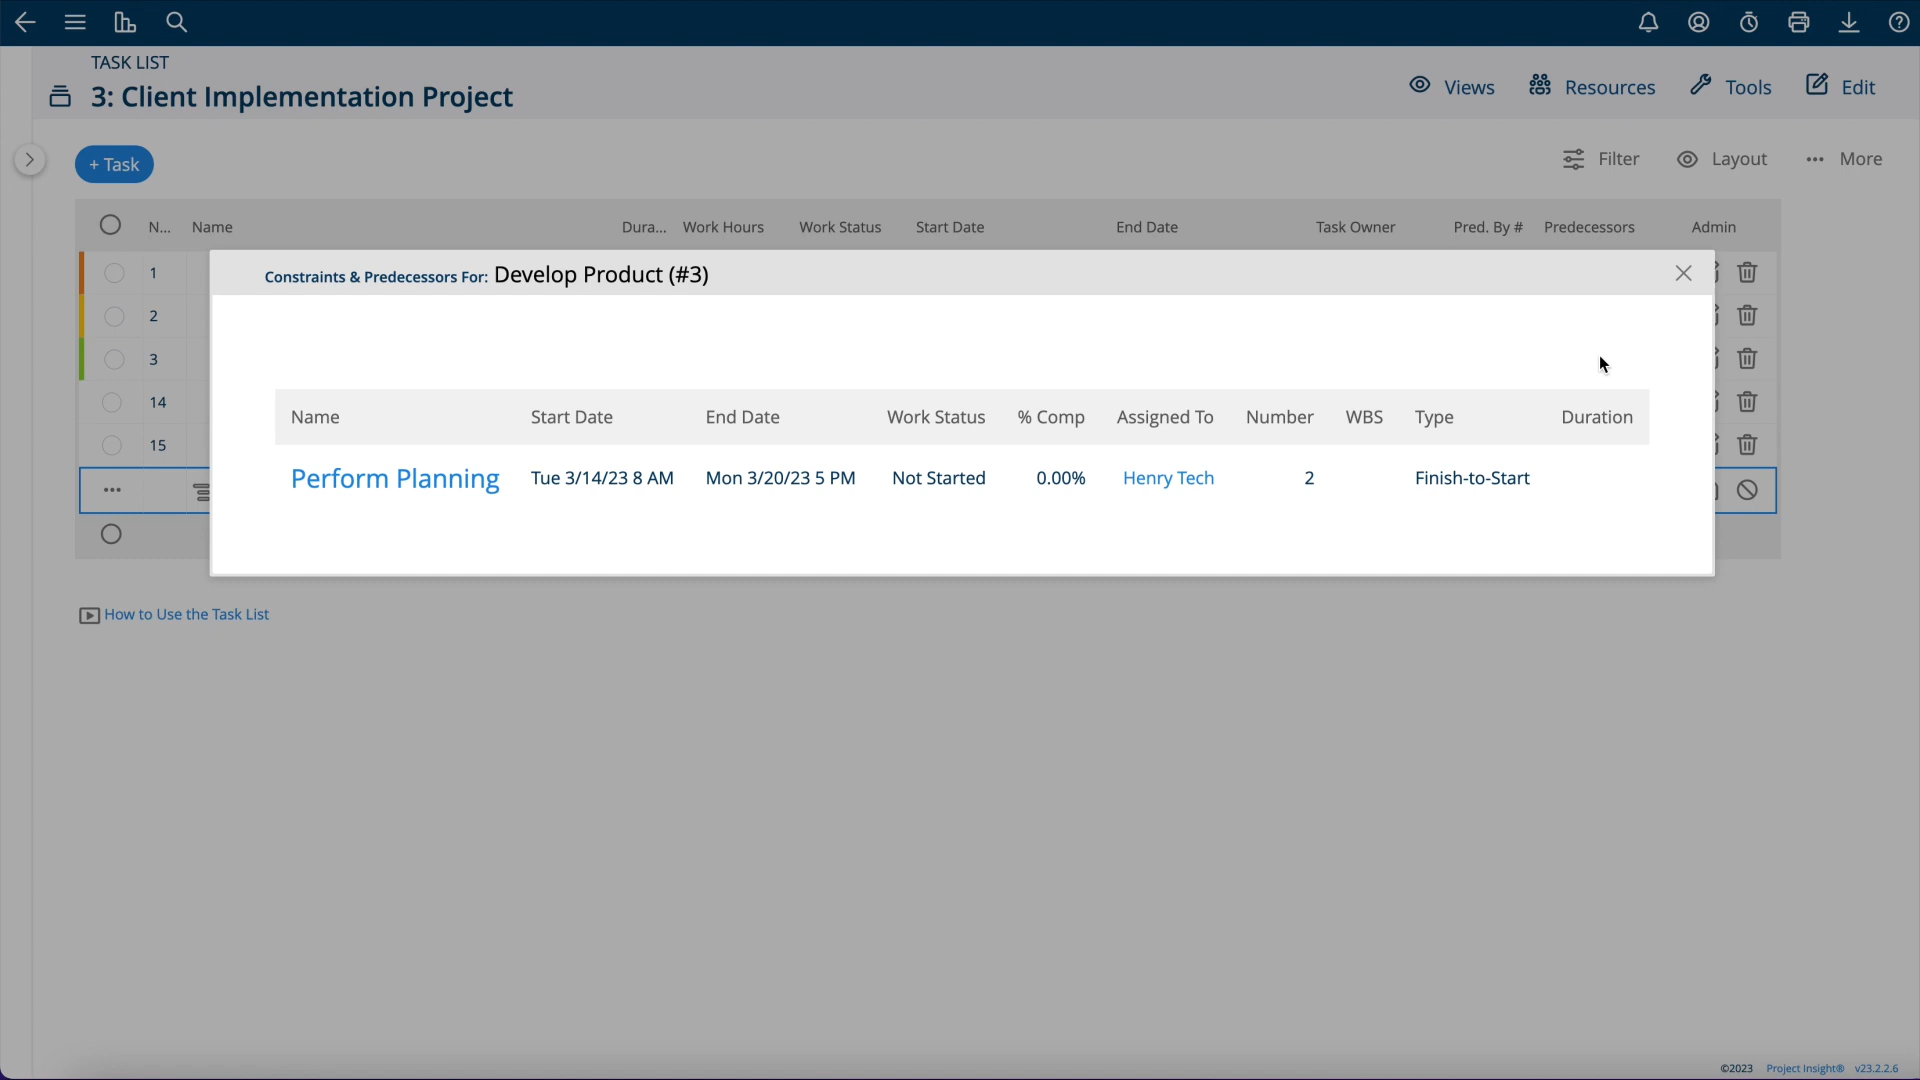 TASK LIST
3: Client Implementation Project
Views Resources Tools Edit
+ Task
Filter Layout ... More
N... Name Dura... Work Hours Work Status Start Date End Date Task Owner Pred. By # Predecessors Admin
Constraints & Predecessors For: Develop Product (#3)
1
2
3
14
15
Name Start Date End Date Work Status % Comp Assigned To Number WBS Type Duration
Perform Planning Tue 3/14/23 8 AM Mon 3/20/23 5 PM Not Started 0.00% Henry Tech 2 Finish-to-Start
How to Use the Task List
©2023 Project Insight® v23.2.2.6